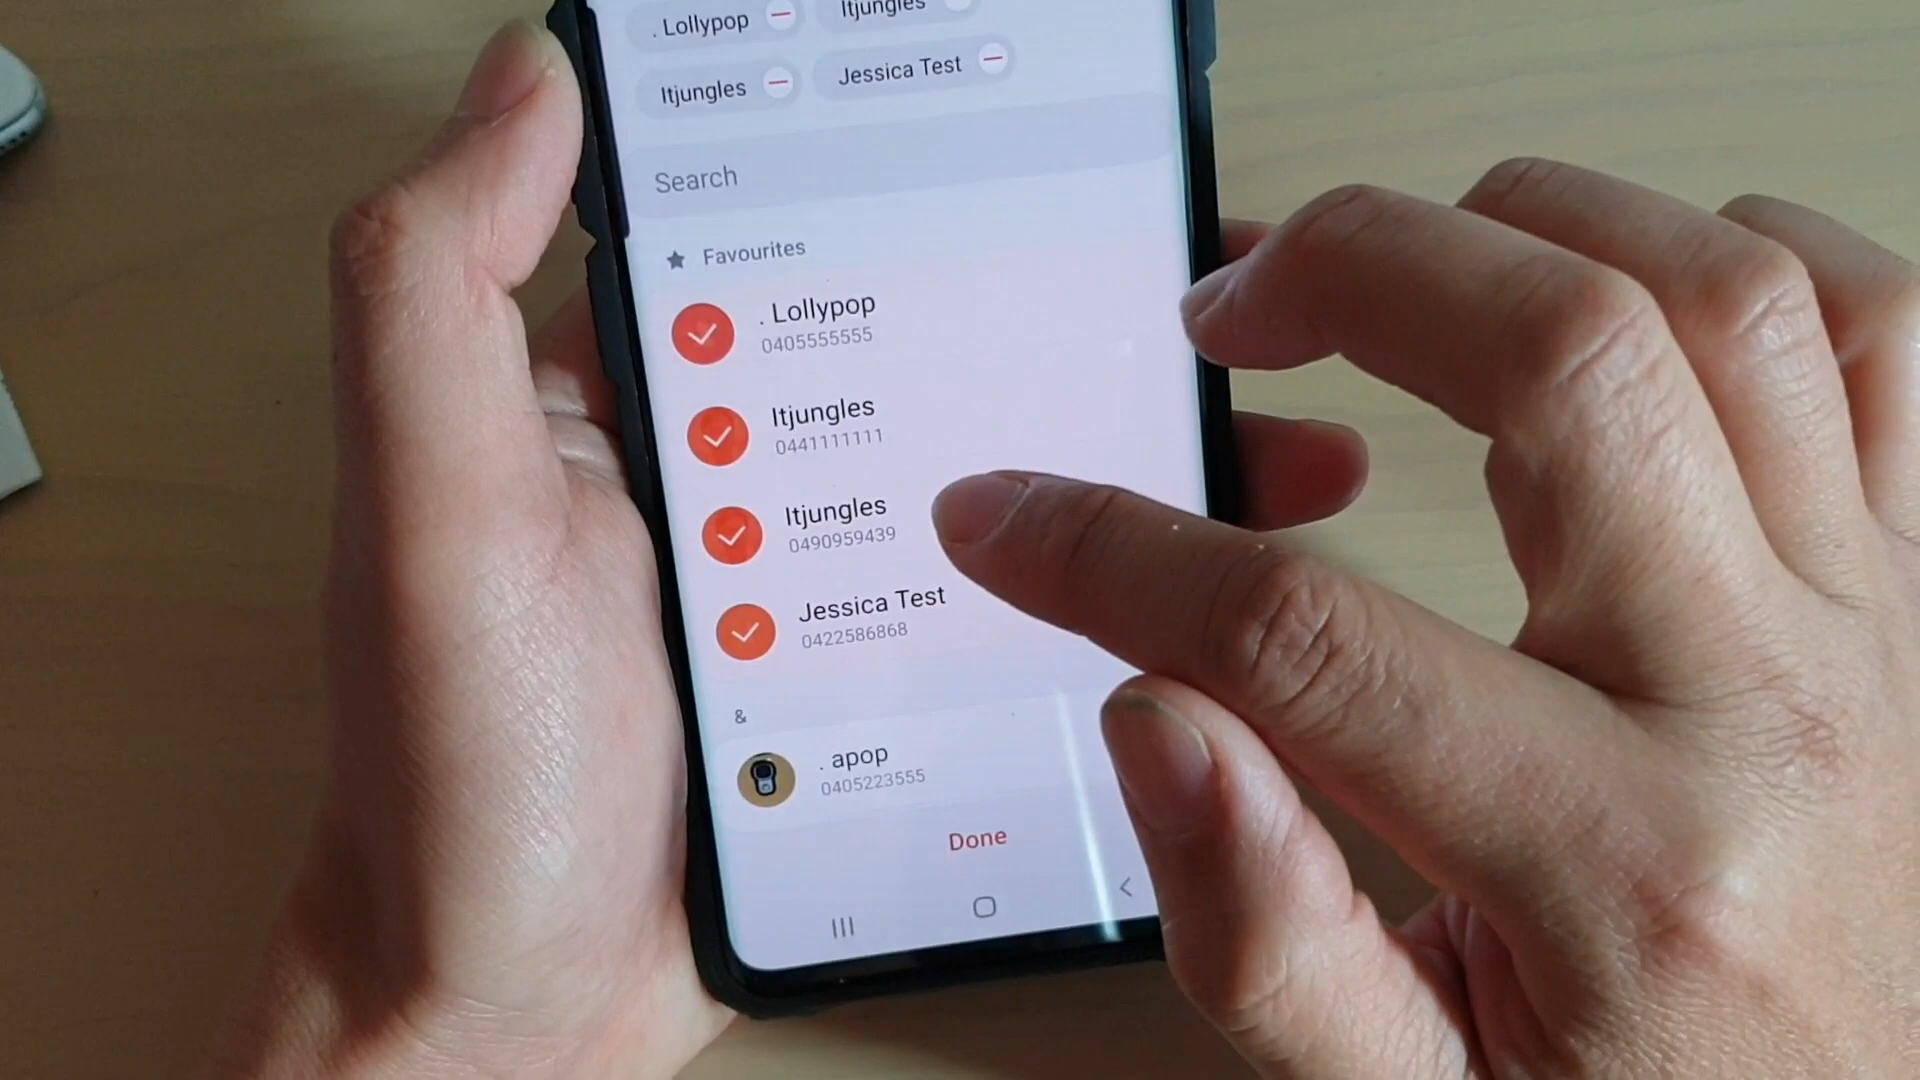 . Lollypop
Itjungles
Itjungles
Jessica Test
Search
Favourites
. Lollypop
0405555555
Itjungles
0441111111
Itjungles
0490959439
Jessica Test
0422586868
&
. apop
0405223555
Done